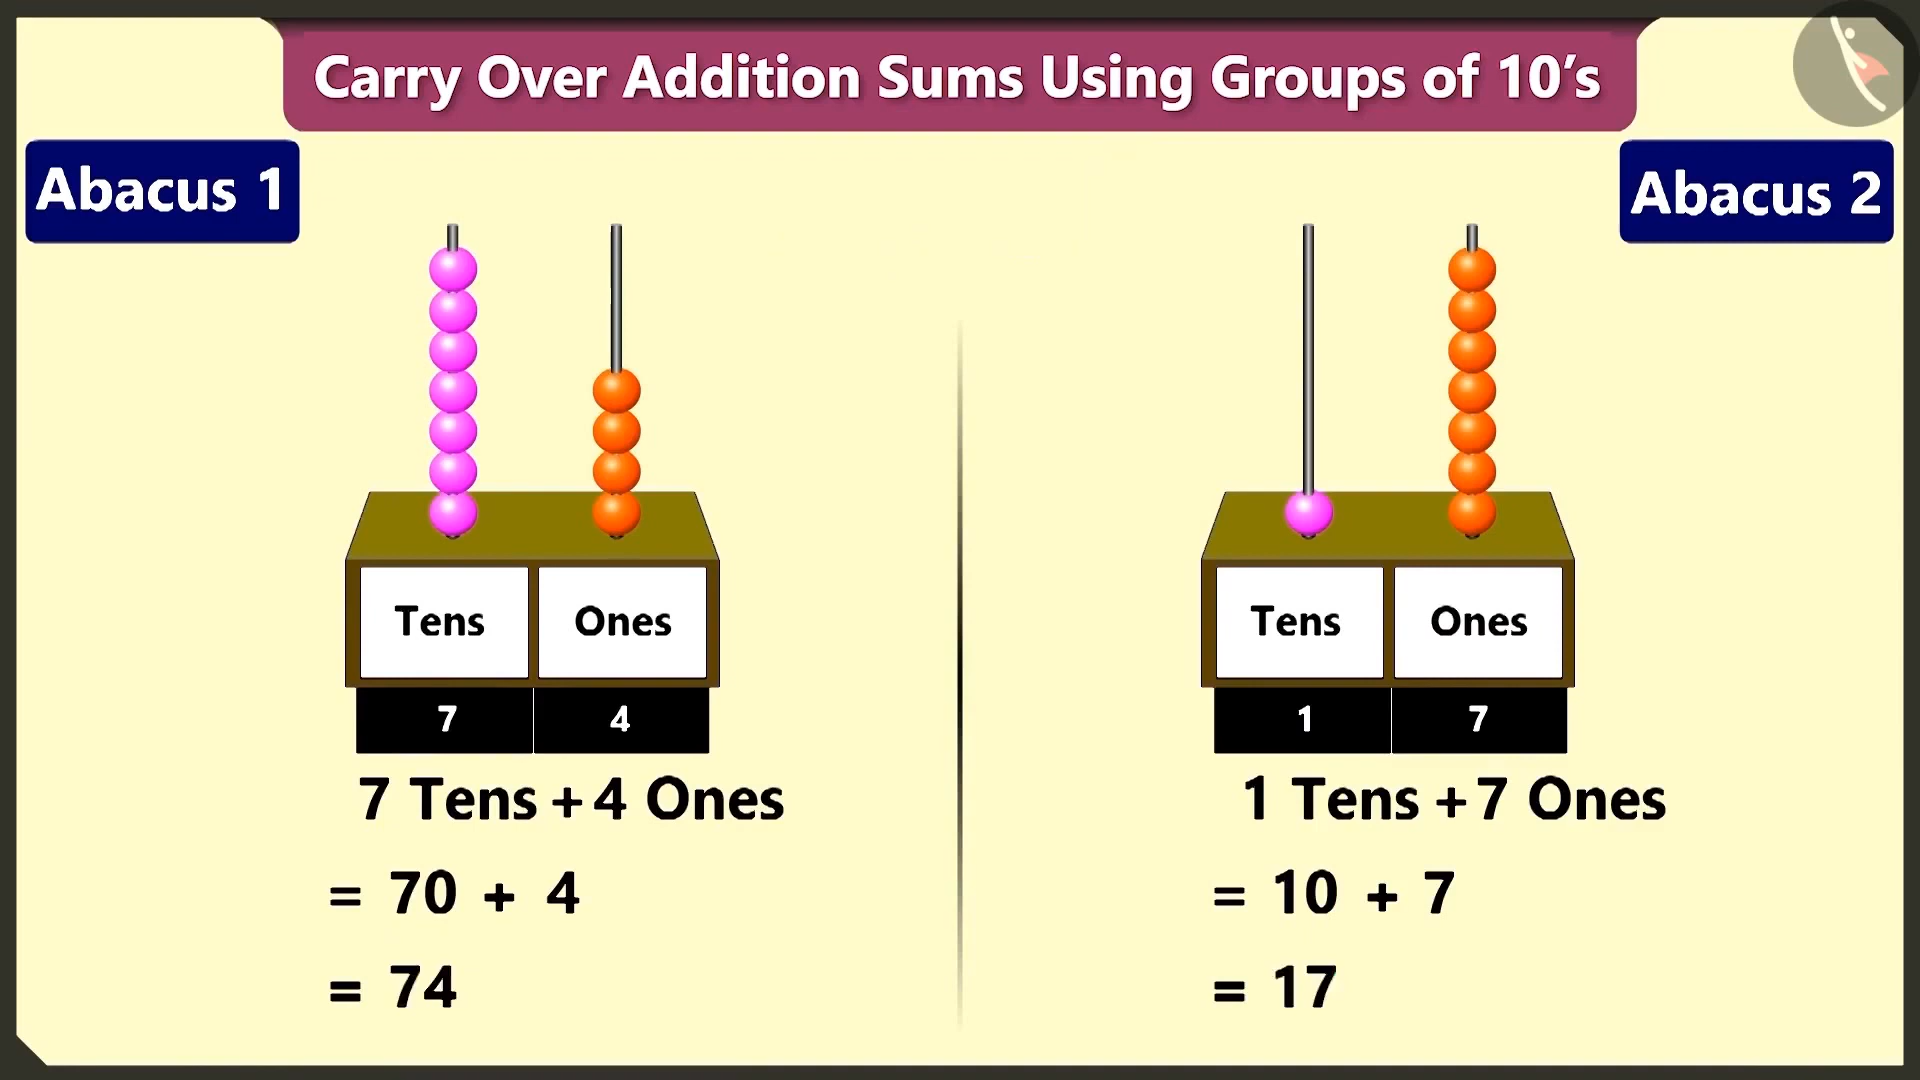 Carry Over Addition Sums Using Groups of 10's
Abacus 1
Abacus 2
Tens Ones
7 4
7 Tens + 4 Ones
= 70 + 4
= 74
Tens Ones
1 7
1 Tens + 7 Ones
= 10 + 7
= 17